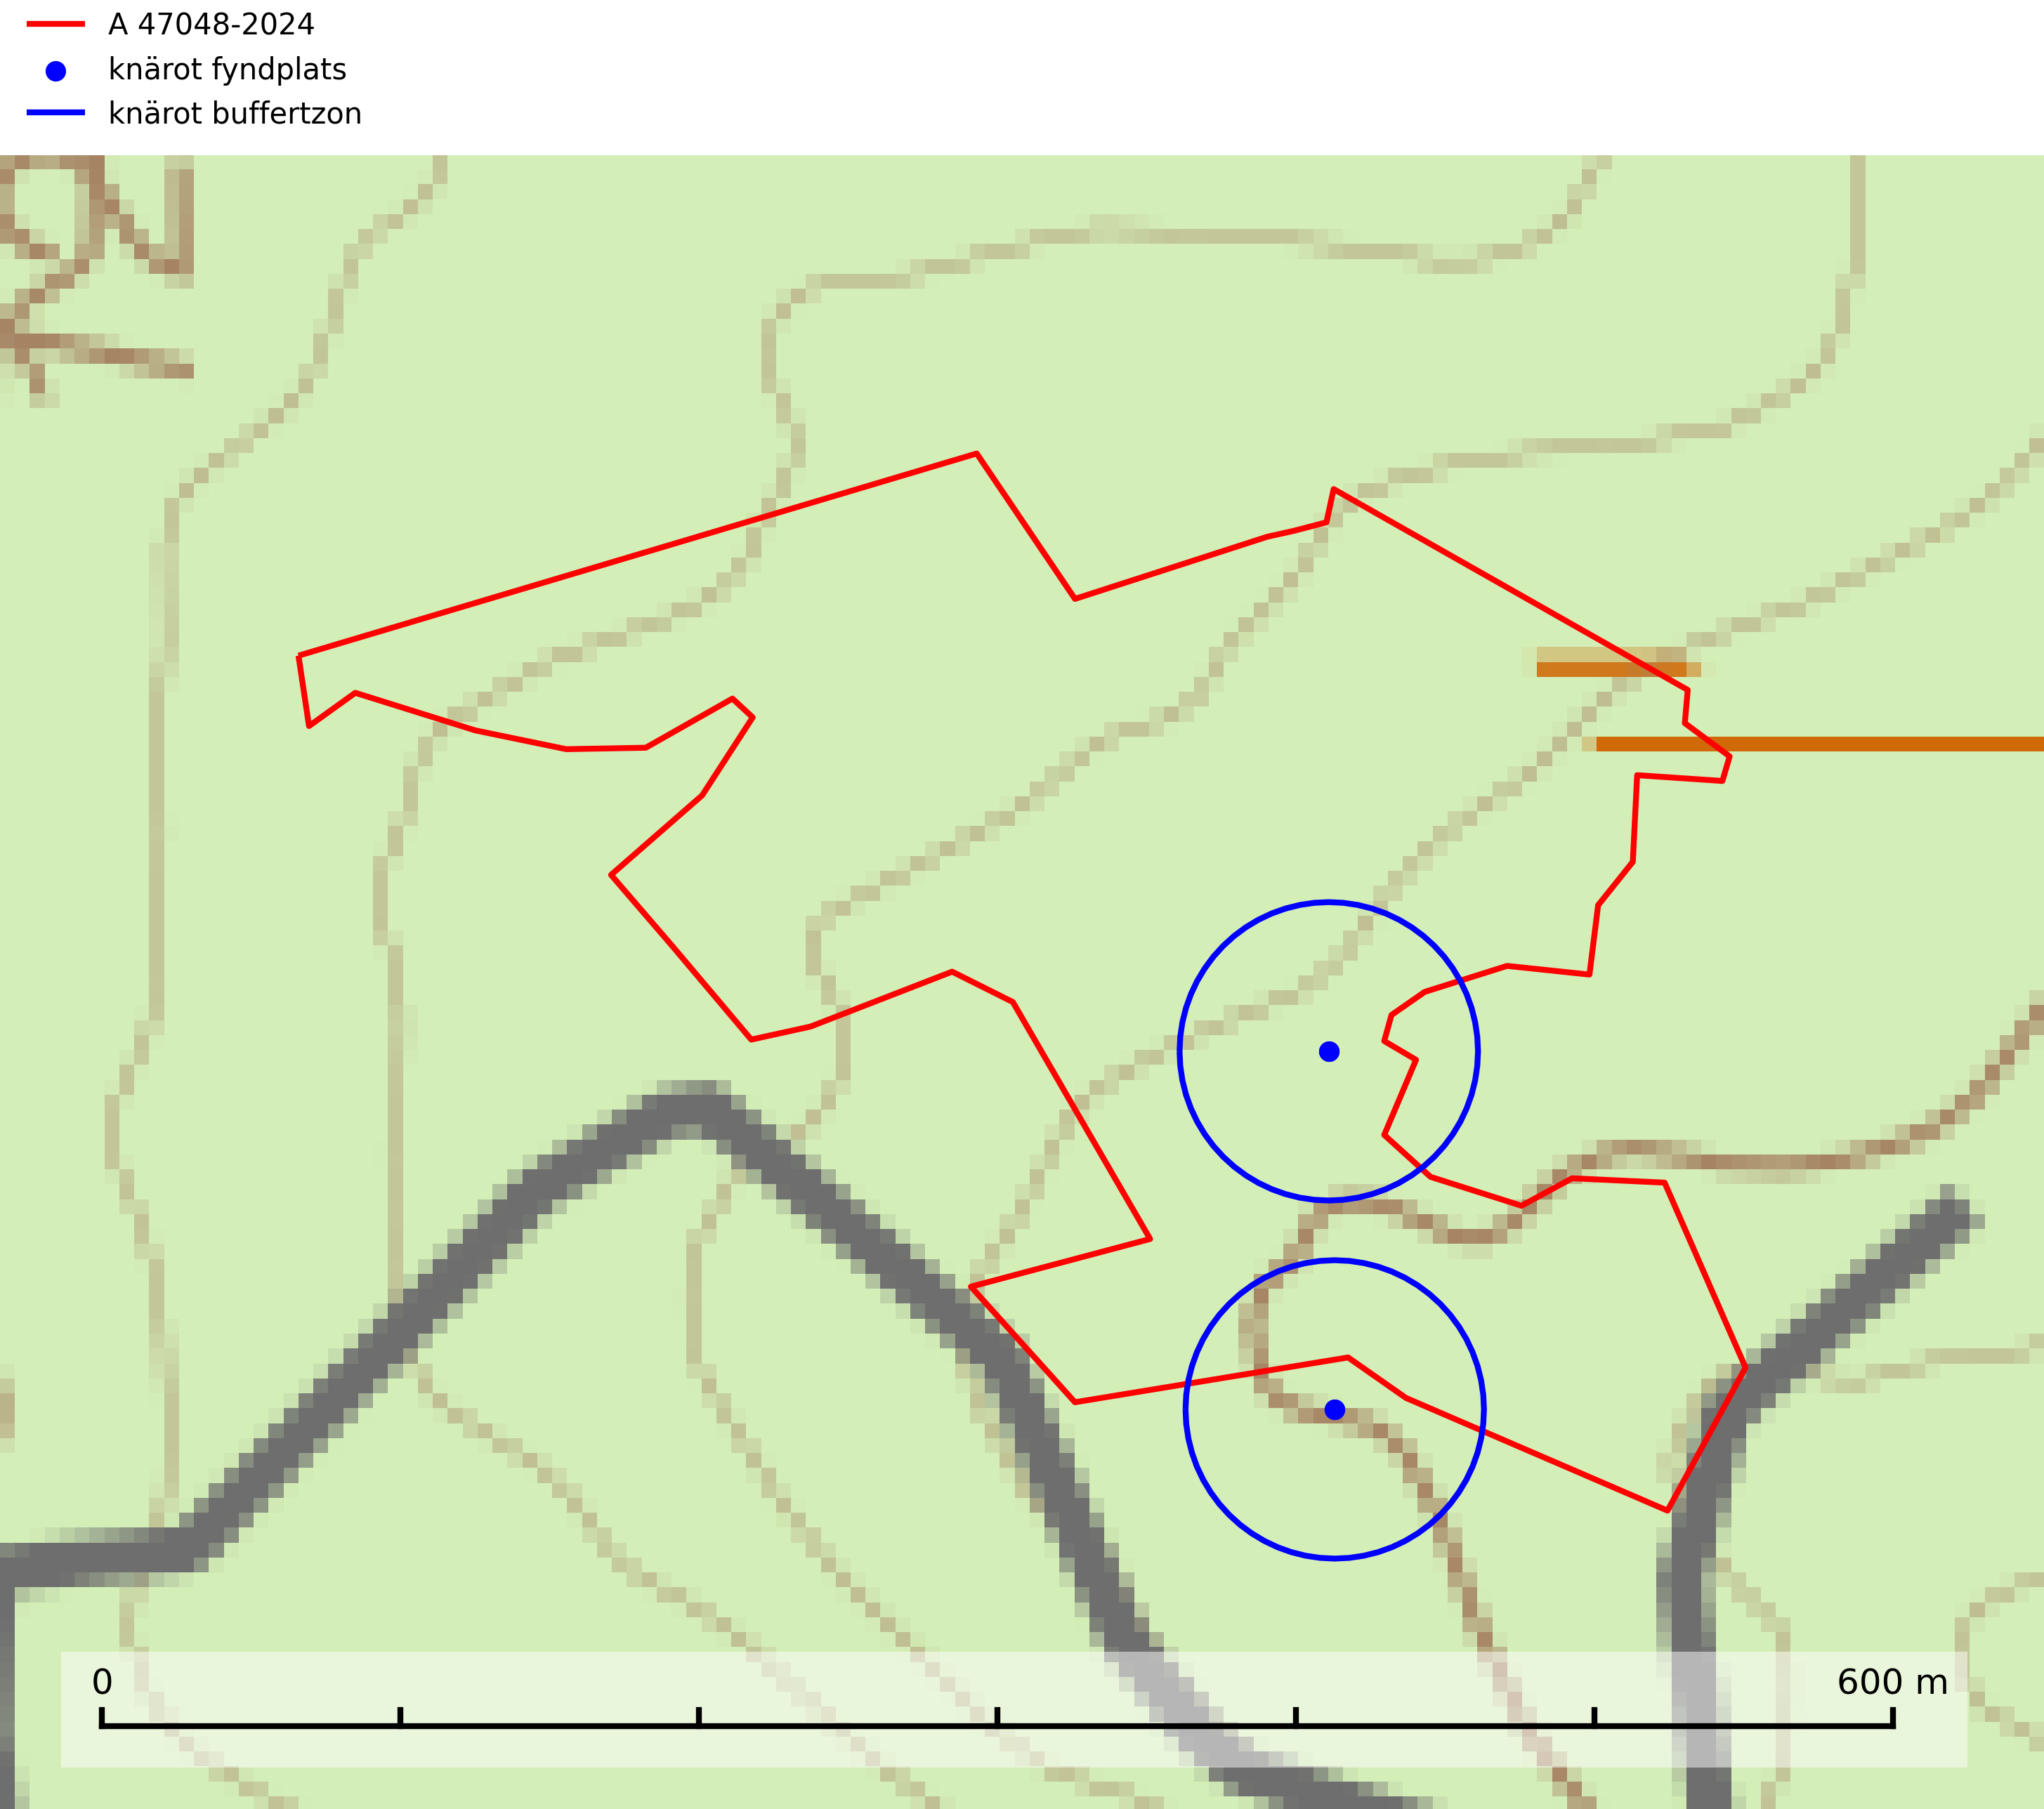 A 47048-2024
knärot fyndplats
knärot buffertzon
0
600 m